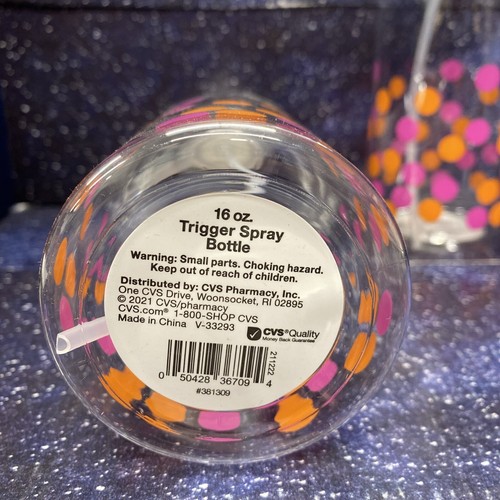 16 oz.
Trigger Spray
Bottle
Warning: Small parts. Choking hazard.
Keep out of reach of children.
Distributed by: CVS Pharmacy, Inc.
One CVS Drive, Woonsocket, RI 02895
© 2021 CVS/pharmacy
CVS.com® 1-800-SHOP CVS
Made in China V-33293
CVS®Quality
Money Back Guarantee
211222
0 50428 36709 4
#381309